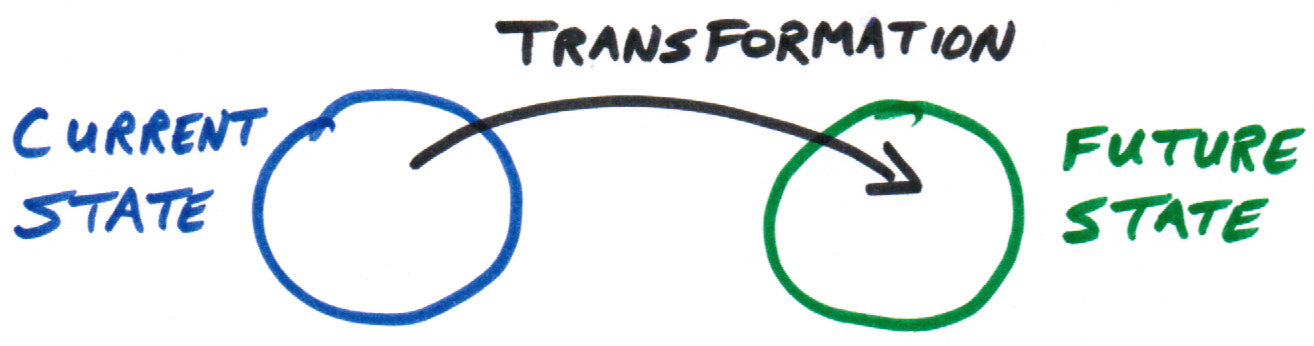 TRANSFORMATION
CURRENT
STATE
FUTURE
STATE